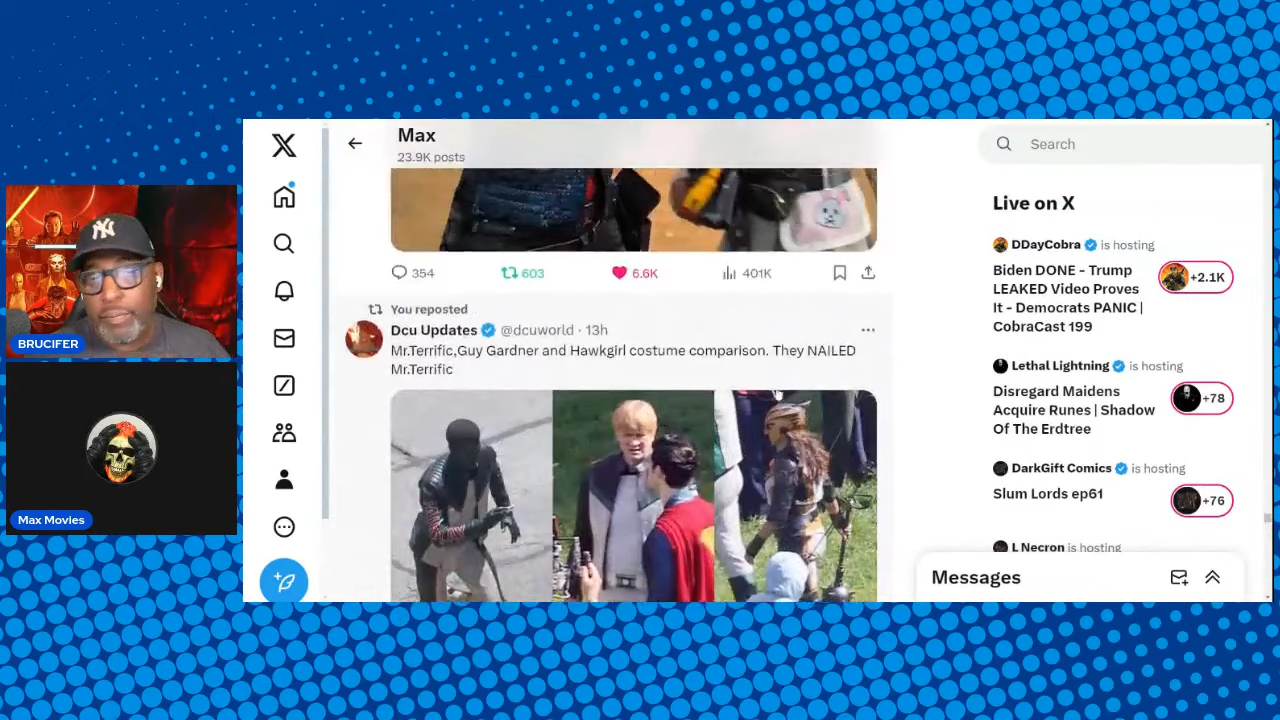 Max
23.9K posts
354
603
6.6K
401K
You reposted
Dcu Updates @dcuworld · 13h
Mr.Terrific,Guy Gardner and Hawkgirl costume comparison. They NAILED
Mr.Terrific
Search
Live on X
DDayCobra is hosting
Biden DONE - Trump
LEAKED Video Proves
It - Democrats PANIC |
CobraCast 199
+2.1K
Lethal Lightning is hosting
Disregard Maidens
Acquire Runes | Shadow
Of The Erdtree
+78
DarkGift Comics is hosting
Slum Lords ep61
+76
L Necron is hosting
Messages
BRUCIFER
Max Movies